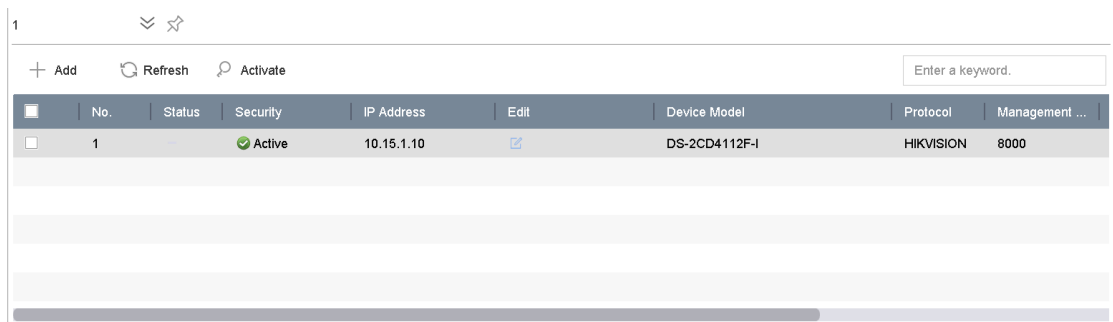 1
Add Refresh Activate Enter a keyword.
No. Status Security IP Address Edit Device Model Protocol Management ...
1 Active 10.15.1.10 DS-2CD4112F-I HIKVISION 8000